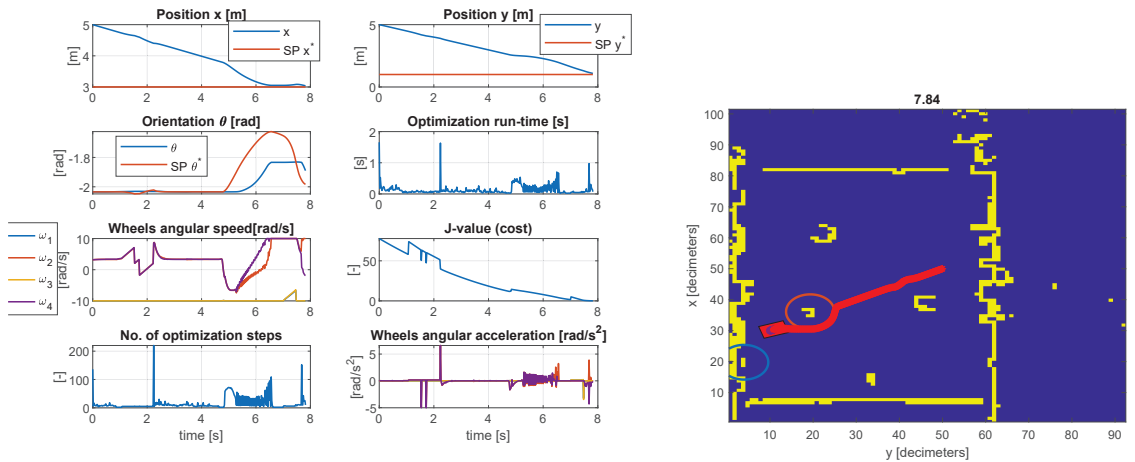 Position x [m]
[m]
5
4
3
0 2 4 6 8
x
SP x*
Position y [m]
[m]
5
0
0 2 4 6 8
y
SP y*
Orientation θ [rad]
[rad]
-1.8
-2
0 2 4 6 8
θ
SP θ*
Optimization run-time [s]
[s]
2
1
0
0 2 4 6 8
Wheels angular speed[rad/s]
[rad/s]
10
0
-10
0 2 4 6 8
ω1
ω2
ω3
ω4
J-value (cost)
[-]
50
0
0 2 4 6 8
No. of optimization steps
[-]
200
100
0
0 2 4 6 8
time [s]
Wheels angular acceleration [rad/s2]
[rad/s2]
5
0
-5
0 2 4 6 8
time [s]
7.84
x [decimeters]
100
90
80
70
60
50
40
30
20
10
10 20 30 40 50 60 70 80 90
y [decimeters]